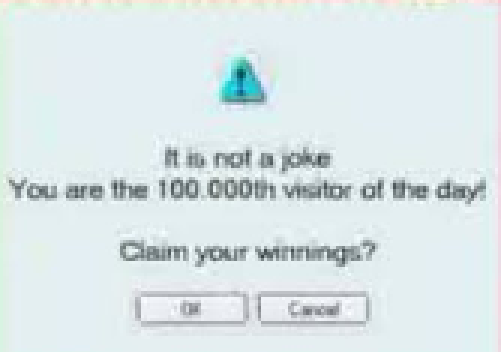 It is not a joke
You are the 100.000th visitor of the day!
Claim your winnings?
OK
Cancel